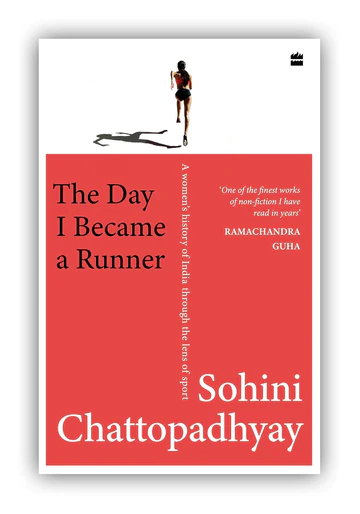 The Day
I Became
a Runner
A women's history of India through the lens of sport
'One of the finest works
of non-fiction I have
read in years'
RAMACHANDRA
GUHA
Sohini
Chattopadhyay